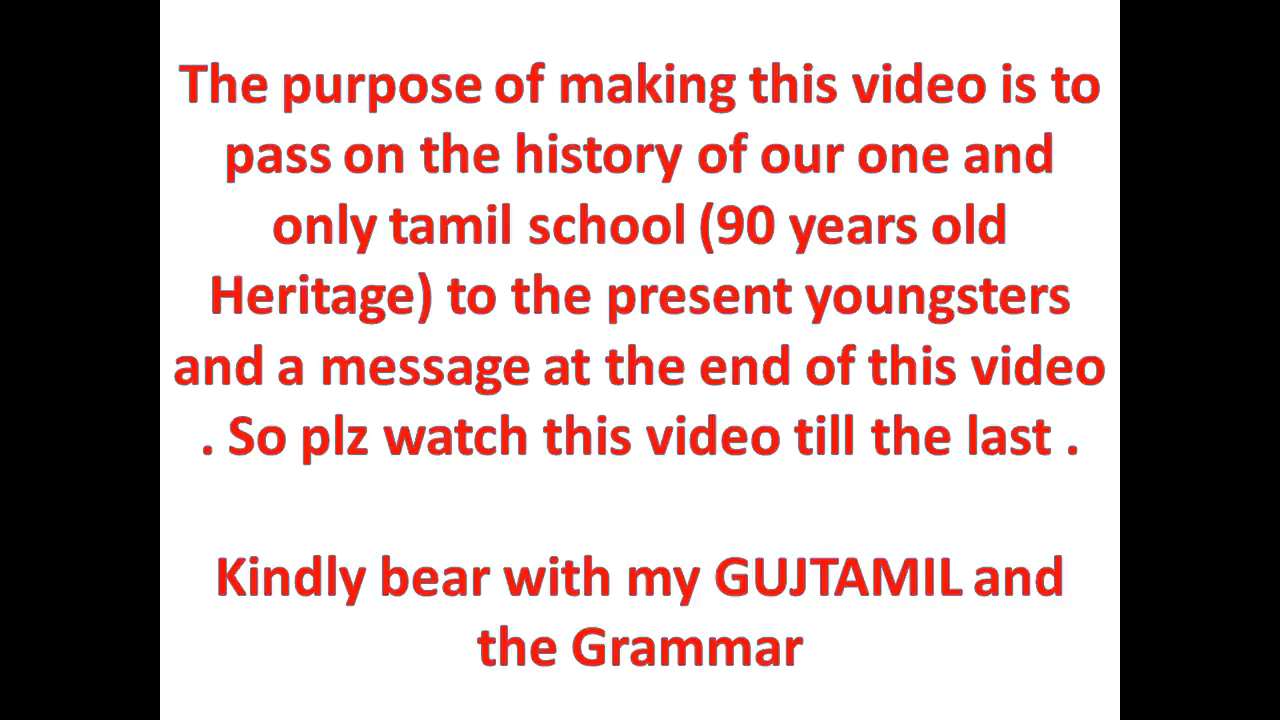 The purpose of making this video is to
pass on the history of our one and
only tamil school (90 years old
Heritage) to the present youngsters
and a message at the end of this video
. So plz watch this video till the last .
Kindly bear with my GUJTAMIL and
the Grammar